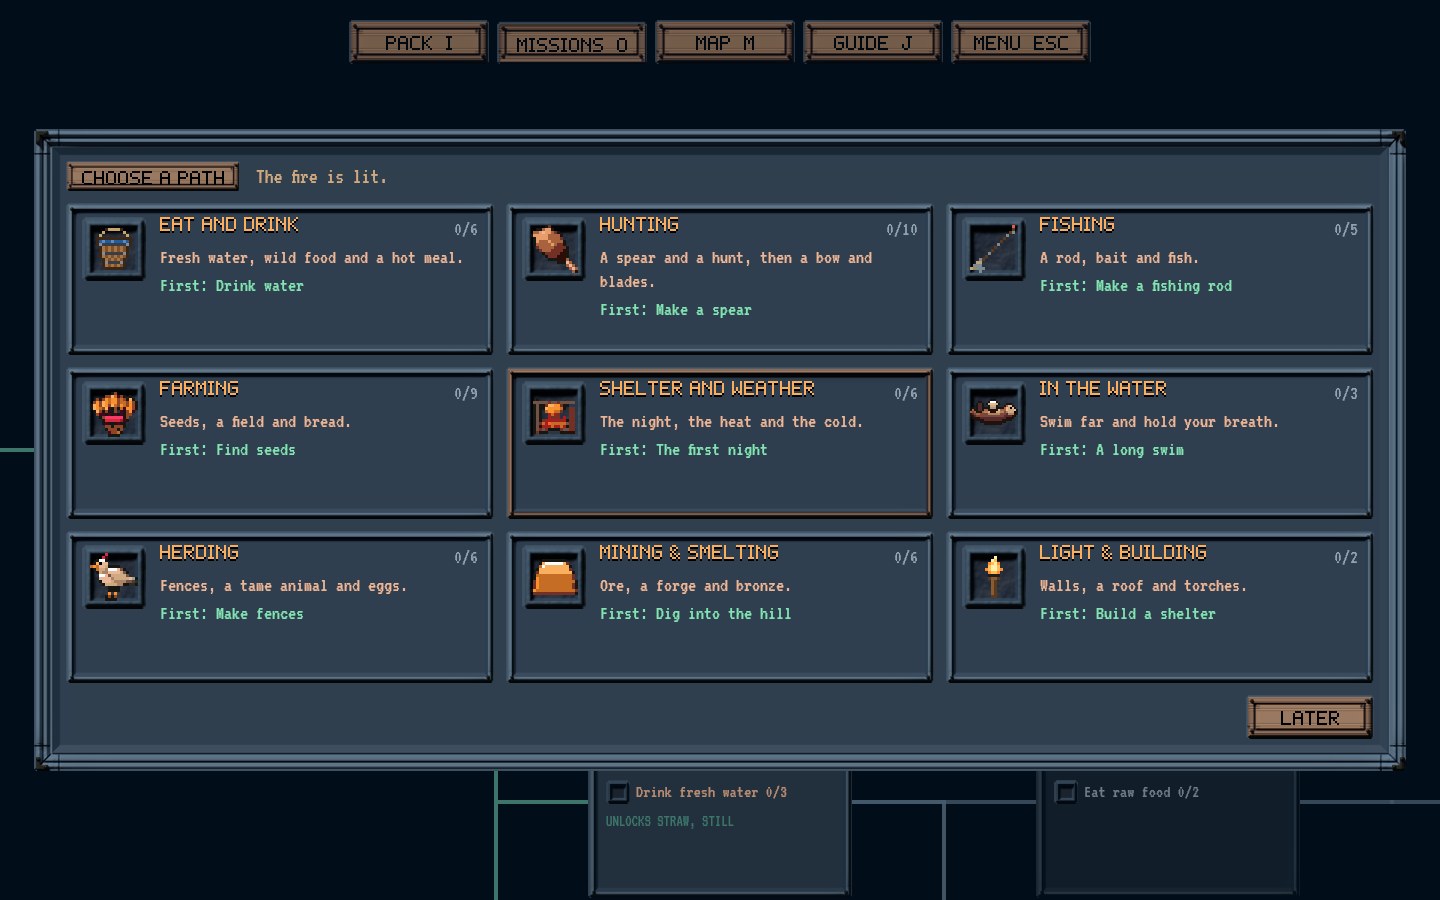 PACK I
MISSIONS O
MAP M
GUIDE J
MENU ESC
CHOOSE A PATH
The fire is lit.
EAT AND DRINK
0/6
Fresh water, wild food and a hot meal.
First: Drink water
HUNTING
0/10
A spear and a hunt, then a bow and
blades.
First: Make a spear
FISHING
0/5
A rod, bait and fish.
First: Make a fishing rod
FARMING
0/9
Seeds, a field and bread.
First: Find seeds
SHELTER AND WEATHER
0/6
The night, the heat and the cold.
First: The first night
IN THE WATER
0/3
Swim far and hold your breath.
First: A long swim
HERDING
0/6
Fences, a tame animal and eggs.
First: Make fences
MINING & SMELTING
0/6
Ore, a forge and bronze.
First: Dig into the hill
LIGHT & BUILDING
0/2
Walls, a roof and torches.
First: Build a shelter
LATER
Drink fresh water 0/3
UNLOCKS STRAW, STILL
Eat raw food 0/2